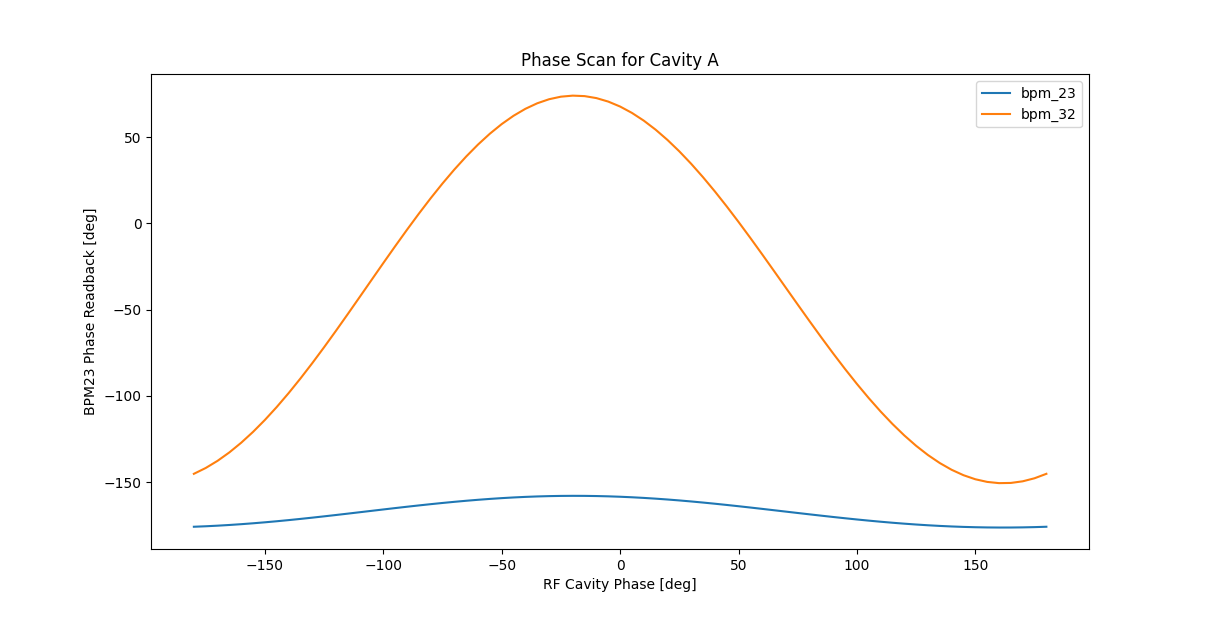 Phase Scan for Cavity A
bpm_23
bpm_32
BPM23 Phase Readback [deg]
50
0
−50
−100
−150
−150
−100
−50
0
50
100
150
RF Cavity Phase [deg]